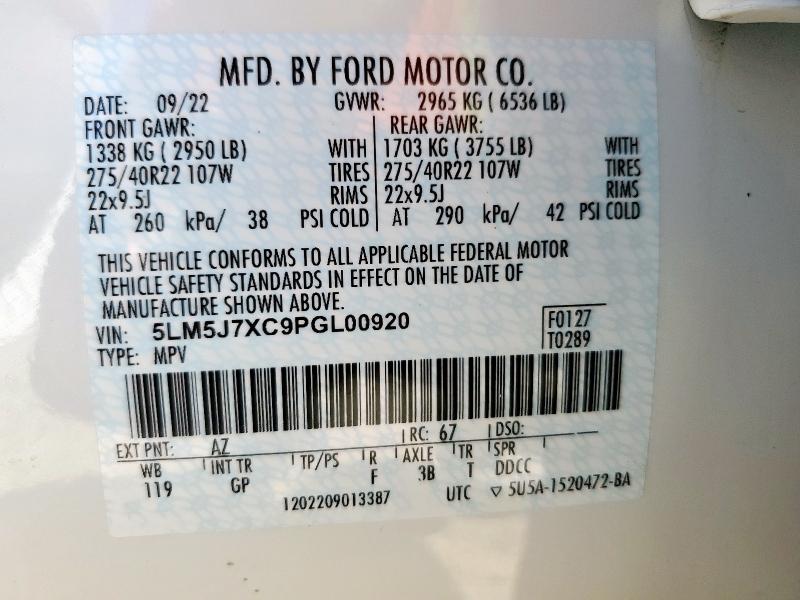 MFD. BY FORD MOTOR CO.
DATE: 09/22 GVWR: 2965 KG ( 6536 LB)
FRONT GAWR: REAR GAWR:
1338 KG ( 2950 LB) WITH 1703 KG ( 3755 LB) WITH
275/40R22 107W TIRES 275/40R22 107W TIRES
22x9.5J RIMS 22x9.5J RIMS
AT 260 kPa/ 38 PSI COLD AT 290 kPa/ 42 PSI COLD
THIS VEHICLE CONFORMS TO ALL APPLICABLE FEDERAL MOTOR
VEHICLE SAFETY STANDARDS IN EFFECT ON THE DATE OF
MANUFACTURE SHOWN ABOVE.
VIN: 5LM5J7XC9PGL00920 F0127
TYPE: MPV T0289
EXT PNT: AZ RC: 67 DSO:
WB INT TR TP/PS R AXLE TR SPR
119 GP F 3B T DDCC
1202209013387 UTC ▽ 5U5A-1520472-BA